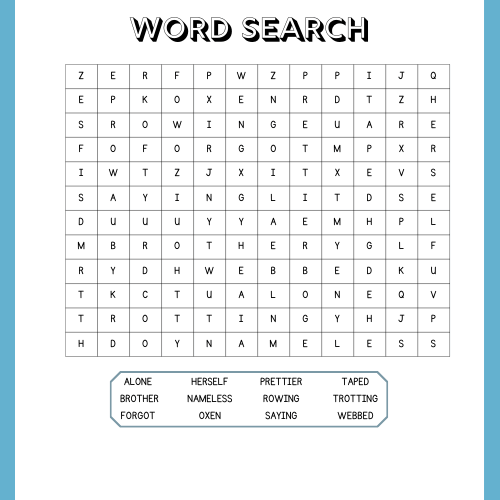 WORD SEARCH
Z E R F P W Z P P I J Q
E P K O X E N R D T Z H
S R O W I N G E U A R E
F O F O R G O T M P X R
I W T Z J X I T X E V S
S A Y I N G L I T D S E
D U U U Y Y A E M H P L
M B R O T H E R Y G L F
R Y D H W E B B E D K U
T K C T U A L O N E Q V
T R O T T I N G Y H J P
H D O Y N A M E L E S S
ALONE HERSELF PRETTIER TAPED
BROTHER NAMELESS ROWING TROTTING
FORGOT OXEN SAYING WEBBED